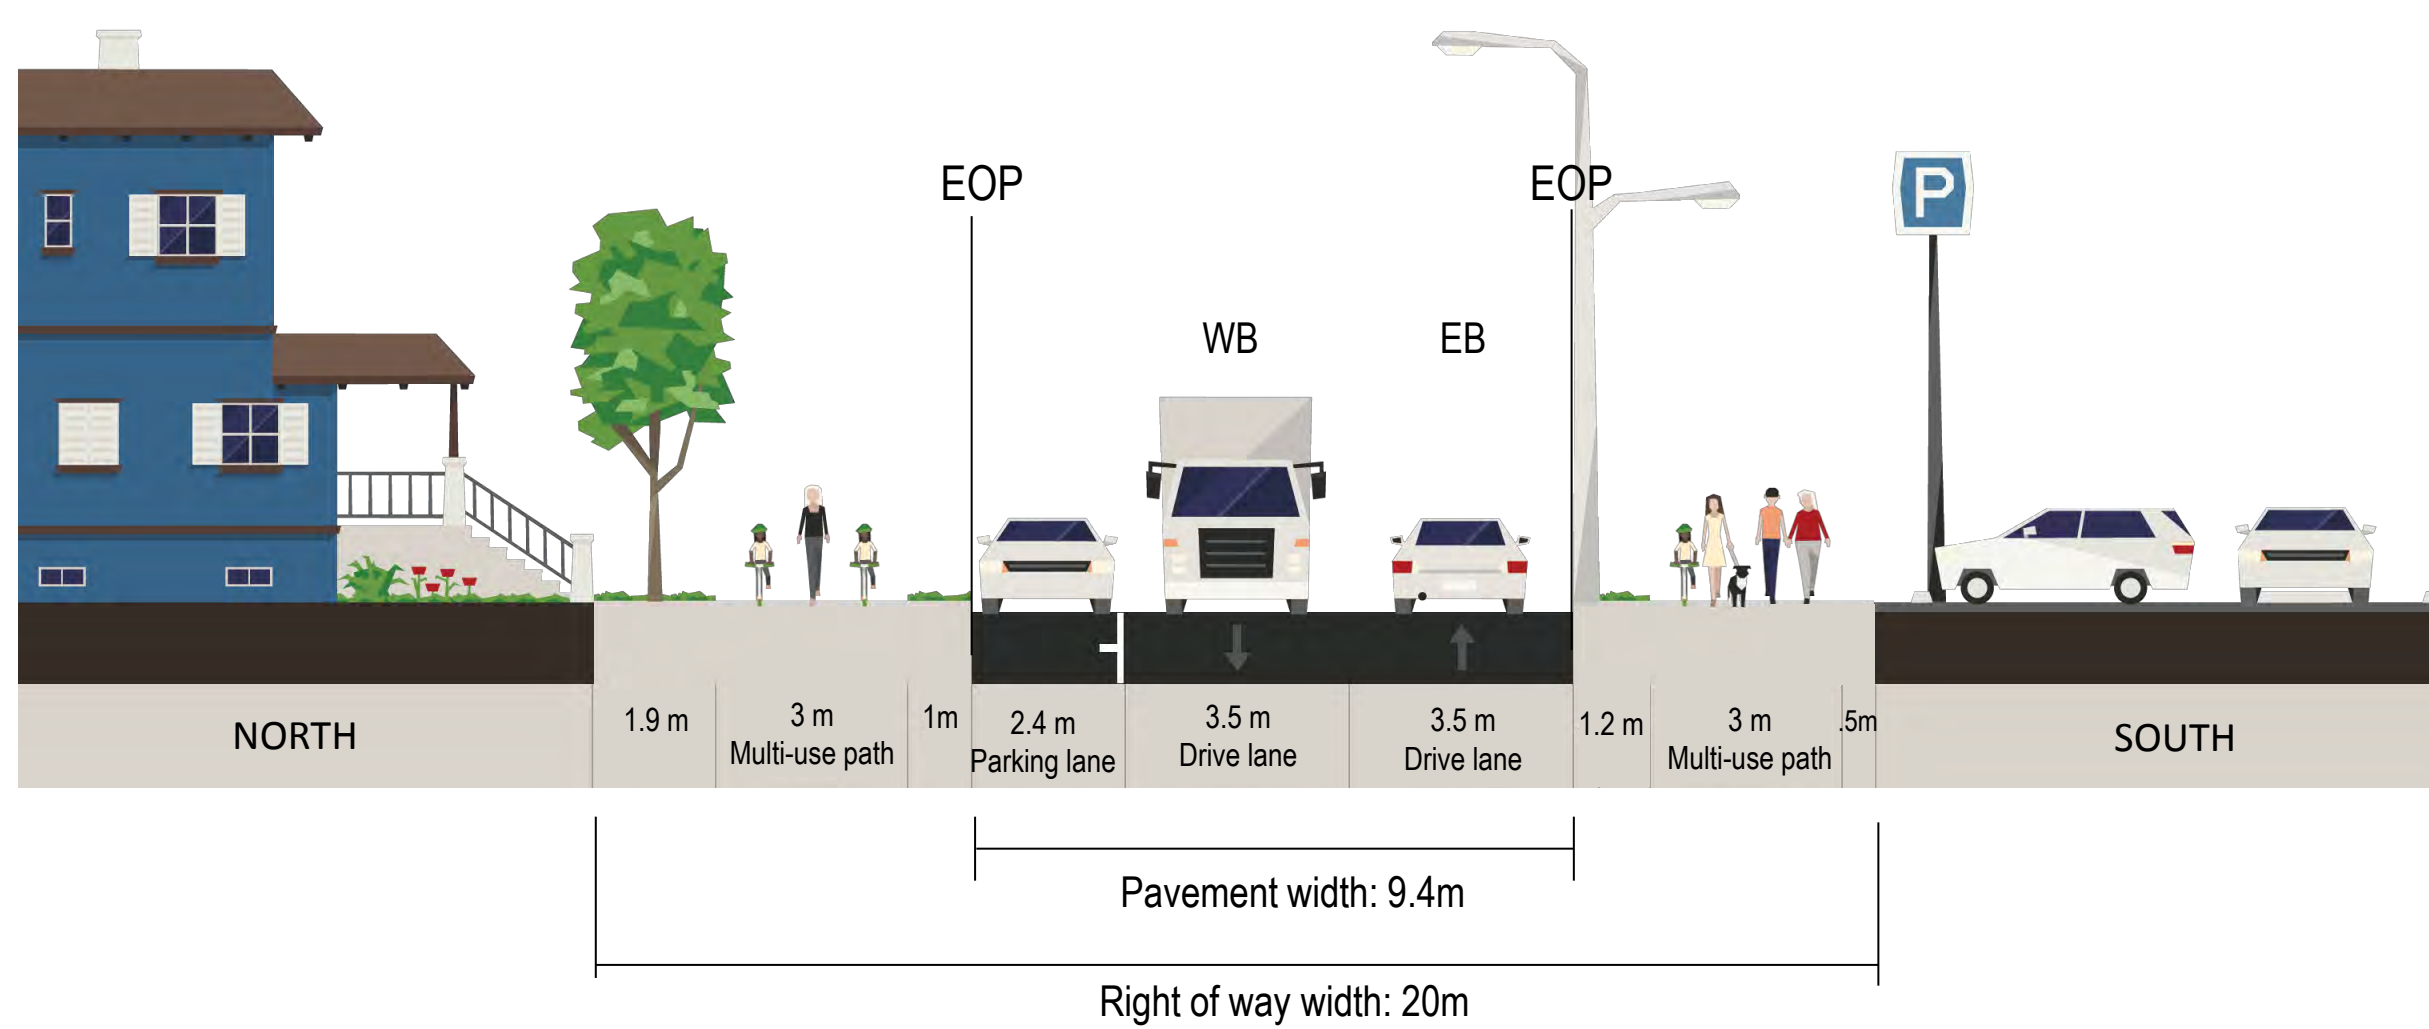 EOP
EOP
P
WB
EB
NORTH
1.9 m
3 m
Multi-use path
1m
2.4 m
Parking lane
3.5 m
Drive lane
3.5 m
Drive lane
1.2 m
3 m
Multi-use path
.5m
SOUTH
Pavement width: 9.4m
Right of way width: 20m